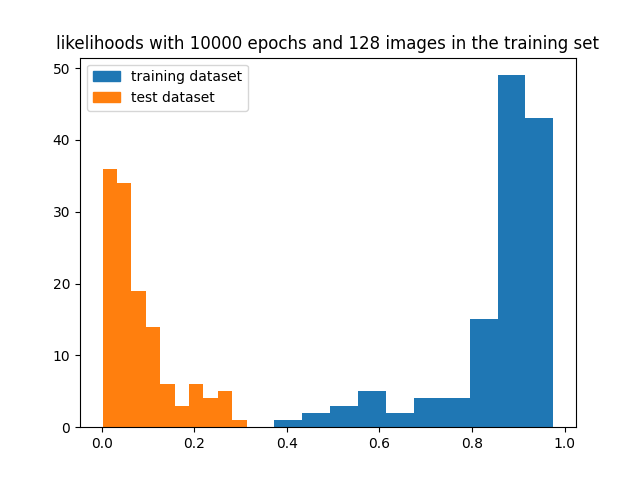 likelihoods with 10000 epochs and 128 images in the training set
training dataset
test dataset
50
40
30
20
10
0
0.0 0.2 0.4 0.6 0.8 1.0